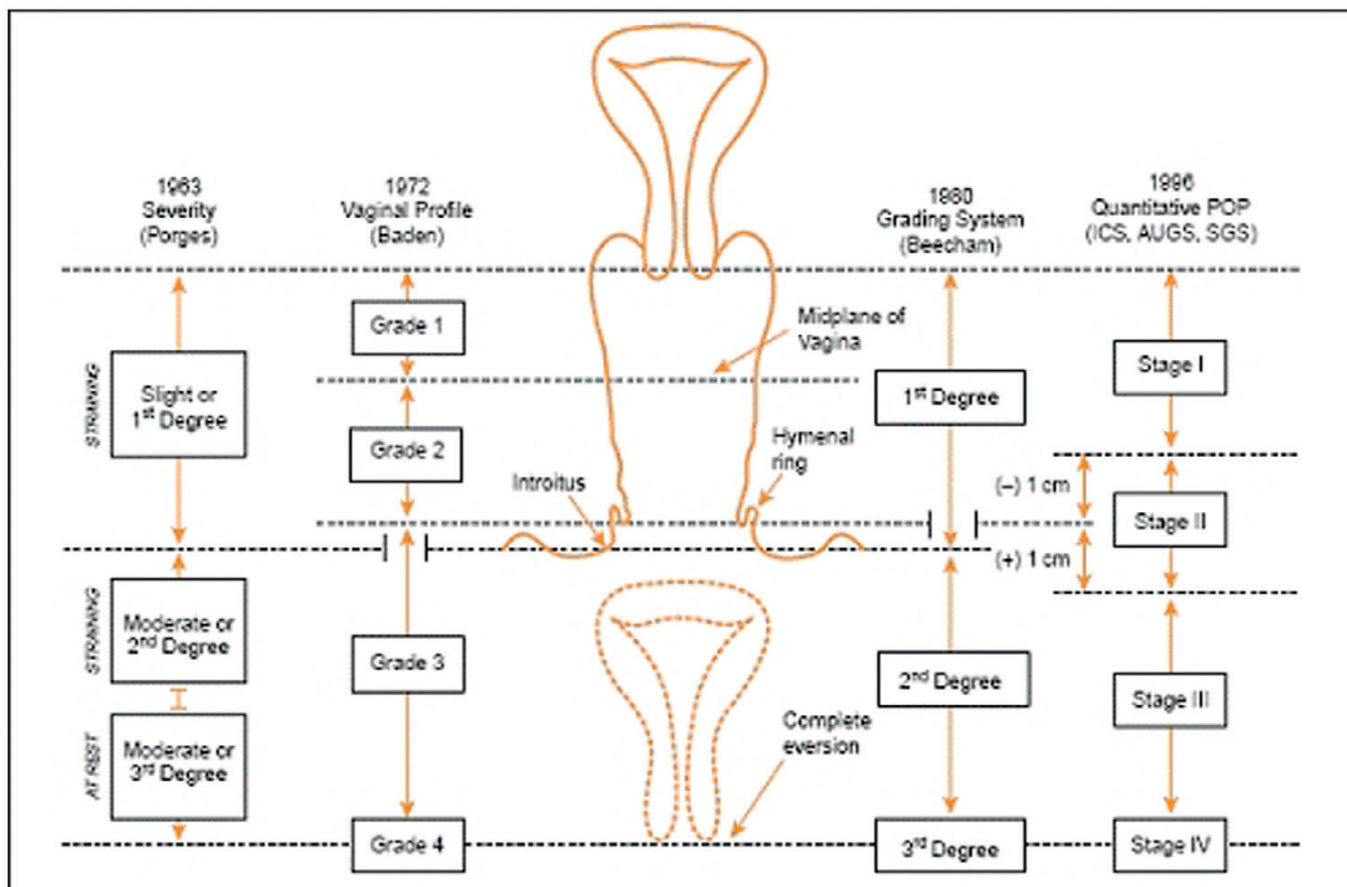 1963
Severity
(Porges)
1972
Vaginal Profile
(Baden)
1980
Grading System
(Beecham)
1996
Quantitative POP
(ICS, AUGS, SGS)
STRAINING
Slight or
1st Degree
Grade 1
Grade 2
Midplane of
Vagina
Hymenal
ring
Introitus
1st Degree
Stage I
(–) 1 cm
Stage II
(+) 1 cm
STRAINING
Moderate or
2nd Degree
AT REST
Moderate or
3rd Degree
Grade 3
Grade 4
Complete
eversion
2nd Degree
3rd Degree
Stage III
Stage IV